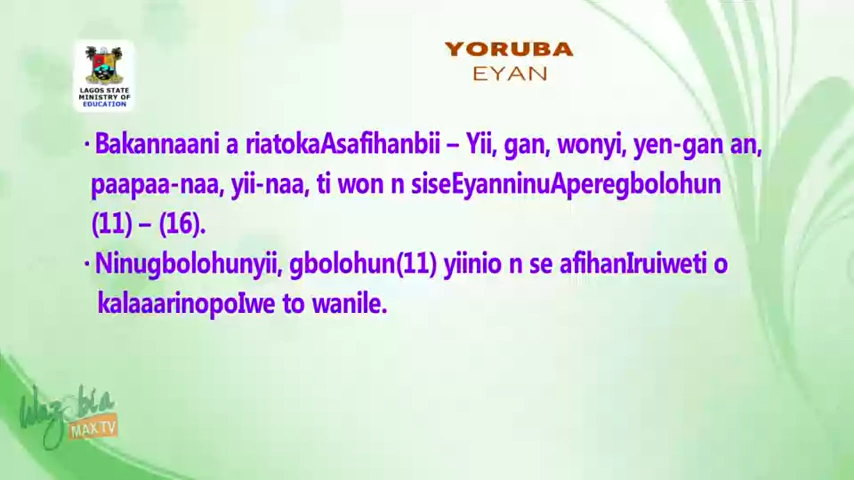 YORUBA
EYAN
LAGOS STATE
MINISTRY OF
EDUCATION
· Bakannaani a riatokaAsafihanbii – Yii, gan, wonyi, yen-gan an,
paapaa-naa, yii-naa, ti won n siseEyanninuAperegbolohun
(11) – (16).
· Ninugbolohunyii, gbolohun(11) yiinio n se afihanIruiweti o
kalaaarinopoIwe to wanile.
Wazobia
MAX TV